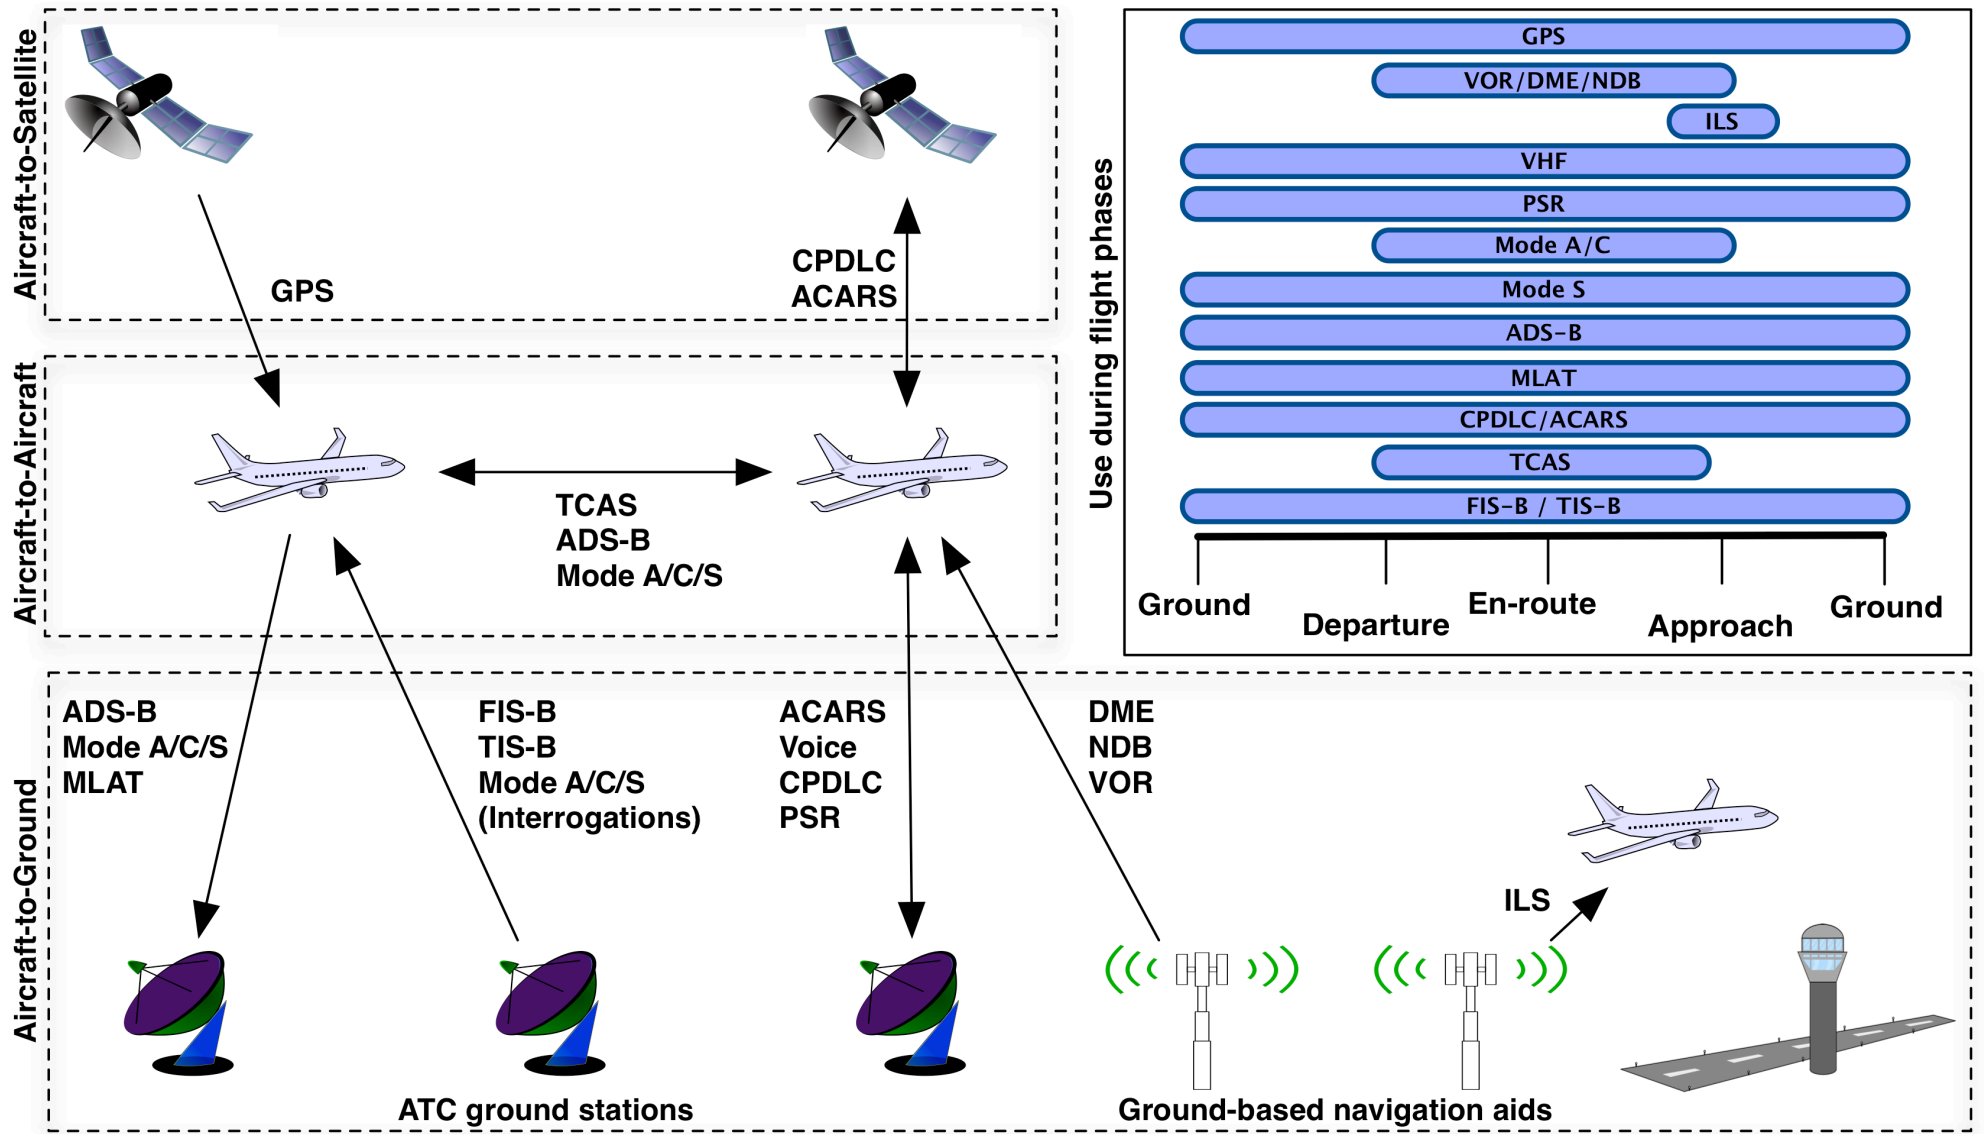 Aircraft-to-Satellite
GPS
CPDLC
ACARS
Aircraft-to-Aircraft
TCAS
ADS-B
Mode A/C/S
Use during flight phases
GPS
VOR/DME/NDB
ILS
VHF
PSR
Mode A/C
Mode S
ADS-B
MLAT
CPDLC/ACARS
TCAS
FIS-B / TIS-B
Ground
Departure
En-route
Approach
Ground
Aircraft-to-Ground
ADS-B
Mode A/C/S
MLAT
FIS-B
TIS-B
Mode A/C/S
(Interrogations)
ACARS
Voice
CPDLC
PSR
DME
NDB
VOR
ILS
ATC ground stations
Ground-based navigation aids